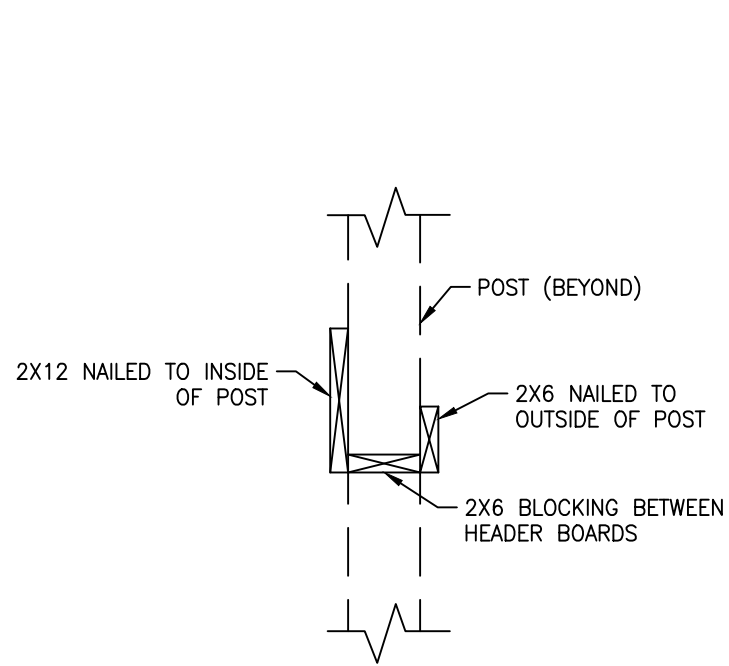 POST (BEYOND)
2X12 NAILED TO INSIDE
OF POST
2X6 NAILED TO
OUTSIDE OF POST
2X6 BLOCKING BETWEEN
HEADER BOARDS